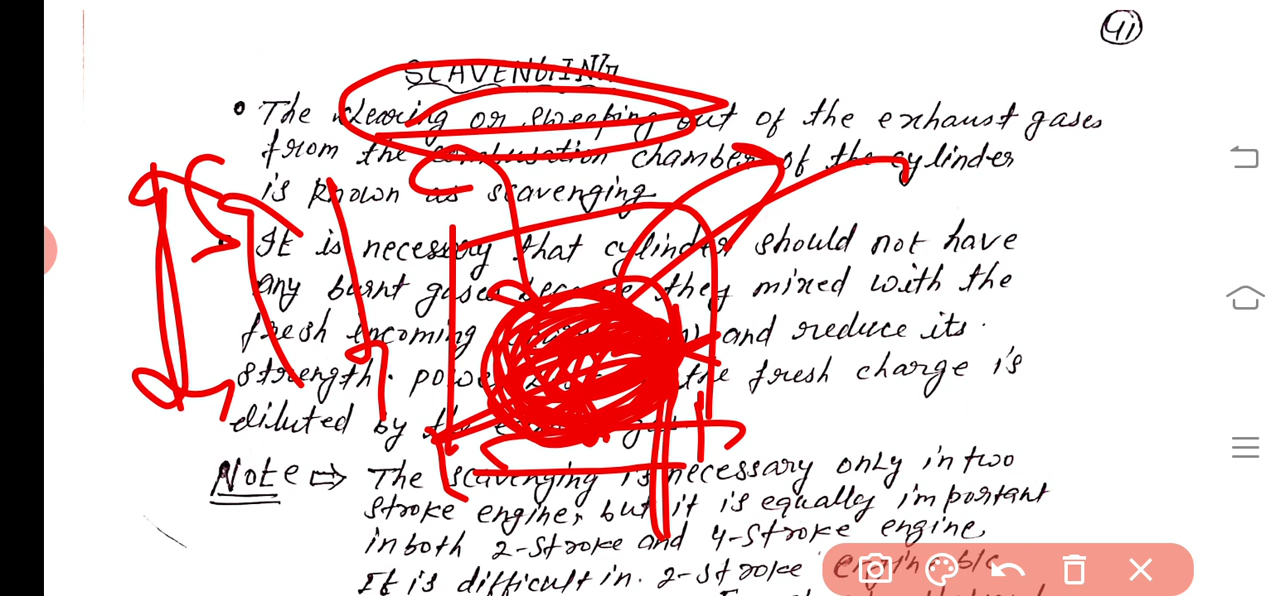 41
SCAVENGING
• The clearing or sweeping out of the exhaust gases
from the combustion chamber of the cylinder
is known as scavenging
It is necessary that cylinder should not have
any burnt gases because they mixed with the
fresh incoming and reduce its
strength. power the fresh charge is
diluted by the
Note ⇒ The scavenging is necessary only in two
stroke engine, but it is equally important
in both 2-stroke and 4-stroke engine
It is difficult in 2-stroke engine b/c